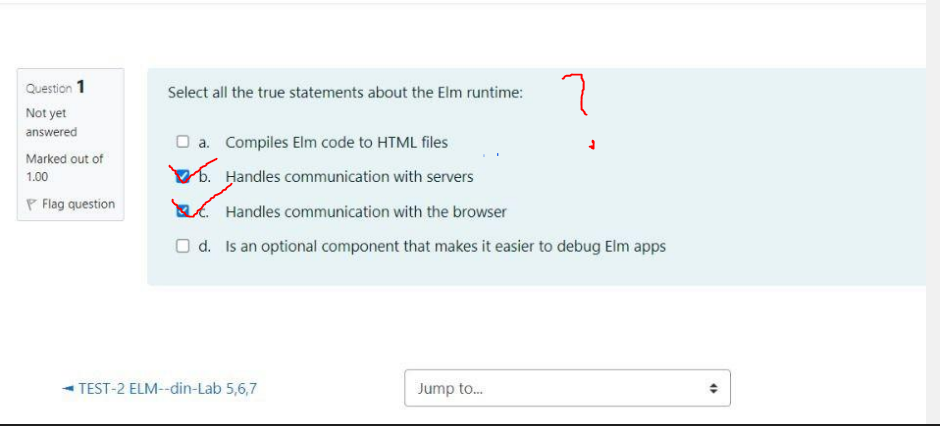 Question 1
Not yet
answered
Marked out of
1.00
Flag question
Select all the true statements about the Elm runtime:
?
a. Compiles Elm code to HTML files
b. Handles communication with servers
c. Handles communication with the browser
d. Is an optional component that makes it easier to debug Elm apps
◄ TEST-2 ELM--din-Lab 5,6,7
Jump to...